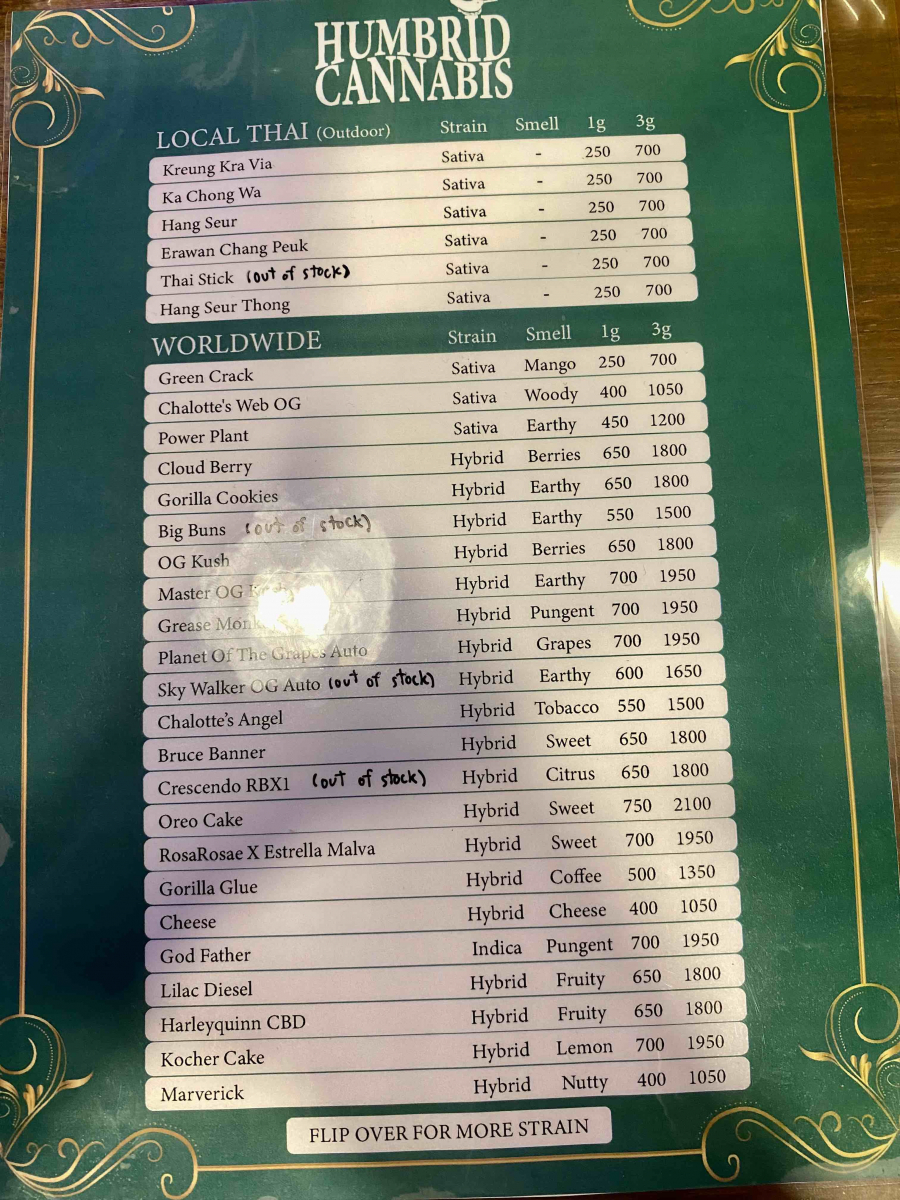 HUMBRID
CANNABIS
LOCAL THAI (Outdoor) Strain Smell 1g 3g
Kreung Kra Via Sativa - 250 700
Ka Chong Wa Sativa - 250 700
Hang Seur Sativa - 250 700
Erawan Chang Peuk Sativa - 250 700
Thai Stick (out of stock) Sativa - 250 700
Hang Seur Thong Sativa - 250 700
WORLDWIDE Strain Smell 1g 3g
Green Crack Sativa Mango 250 700
Chalotte's Web OG Sativa Woody 400 1050
Power Plant Sativa Earthy 450 1200
Cloud Berry Hybrid Berries 650 1800
Gorilla Cookies Hybrid Earthy 650 1800
Big Buns (out of stock) Hybrid Earthy 550 1500
OG Kush Hybrid Berries 650 1800
Master OG Hybrid Earthy 700 1950
Grease Hybrid Pungent 700 1950
Planet Of The Grapes Auto Hybrid Grapes 700 1950
Sky Walker OG Auto (out of stock) Hybrid Earthy 600 1650
Chalotte's Angel Hybrid Tobacco 550 1500
Bruce Banner Hybrid Sweet 650 1800
Crescendo RBX1 (out of stock) Hybrid Citrus 650 1800
Oreo Cake Hybrid Sweet 750 2100
RosaRosae X Estrella Malva Hybrid Sweet 700 1950
Gorilla Glue Hybrid Coffee 500 1350
Cheese Hybrid Cheese 400 1050
God Father Indica Pungent 700 1950
Lilac Diesel Hybrid Fruity 650 1800
Harleyquinn CBD Hybrid Fruity 650 1800
Kocher Cake Hybrid Lemon 700 1950
Marverick Hybrid Nutty 400 1050
FLIP OVER FOR MORE STRAIN